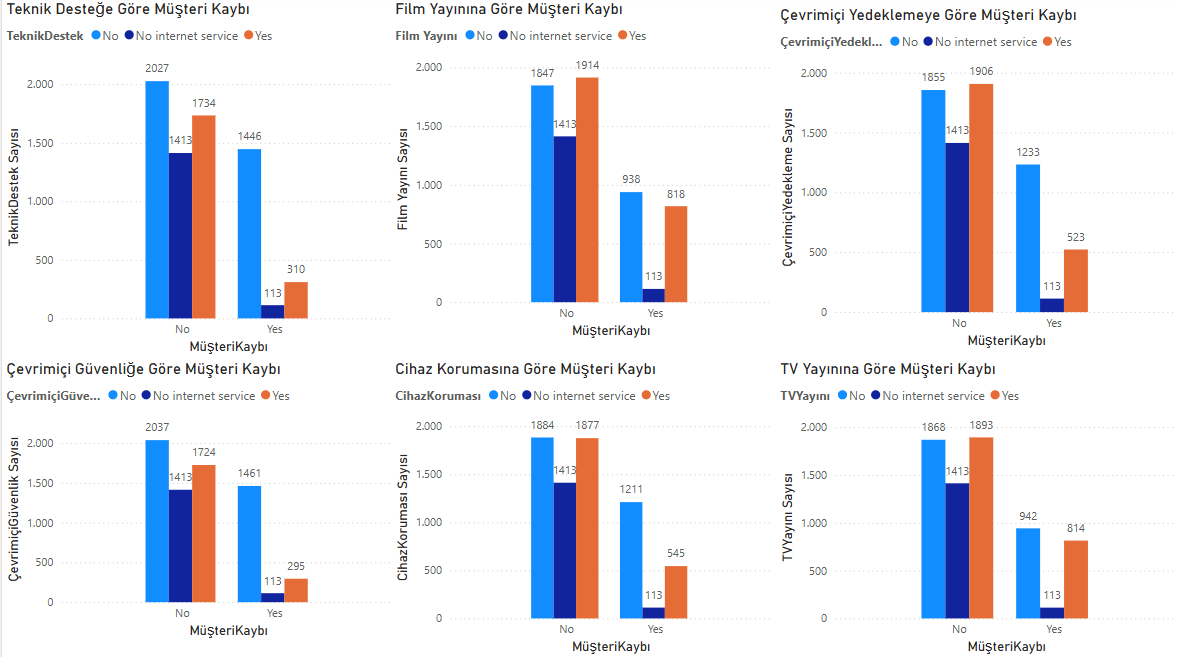 Teknik Desteğe Göre Müşteri Kaybı
TeknikDestek No No internet service Yes
2027
2.000
1734
1446
1.500
1413
1.000
500
310
113
0
No Yes
MüşteriKaybı
TeknikDestek Sayısı
Film Yayınına Göre Müşteri Kaybı
Film Yayını No No internet service Yes
2.000
1914
1847
1.500
1413
1.000
938
818
500
113
0
No Yes
MüşteriKaybı
Film Yayını Sayısı
Çevrimiçi Yedeklemeye Göre Müşteri Kaybı
ÇevrimiçiYedekl... No No internet service Yes
2.000
1906
1855
1.500
1413
1233
1.000
523
500
113
0
No Yes
MüşteriKaybı
ÇevrimiçiYedekleme Sayısı
Çevrimiçi Güvenliğe Göre Müşteri Kaybı
ÇevrimiçiGüve... No No internet service Yes
2037
2.000
1724
1461
1.500
1413
1.000
500
295
113
0
No Yes
MüşteriKaybı
ÇevrimiçiGüvenlik Sayısı
Cihaz Korumasına Göre Müşteri Kaybı
CihazKoruması No No internet service Yes
2.000
1884
1877
1.500
1413
1211
1.000
545
500
113
0
No Yes
MüşteriKaybı
CihazKoruması Sayısı
TV Yayınına Göre Müşteri Kaybı
TVYayını No No internet service Yes
2.000
1893
1868
1.500
1413
1.000
942
814
500
113
0
No Yes
MüşteriKaybı
TVYayını Sayısı